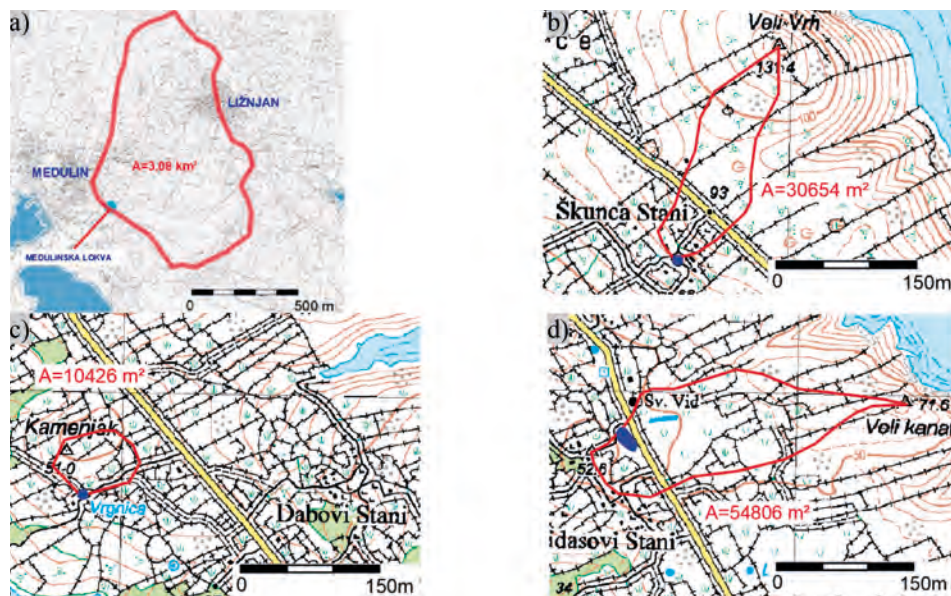 a)
LIŽNJAN
MEDULIN
A=3,08 km²
MEDULINSKA LOKVA
0 500 m
b)
c e
Veli Vrh
131.4
100
G
G
93
A=30654 m²
Škunca Stani
G
G
0 150m
c)
A=10426 m²
Kamenjak
51.0
Vrgnica
Dabovi Stani
0 150m
d)
Sv. Vid
71.6
Veli kanal
50
52.6
A=54806 m²
idasovi Stani
34
L
0 150m